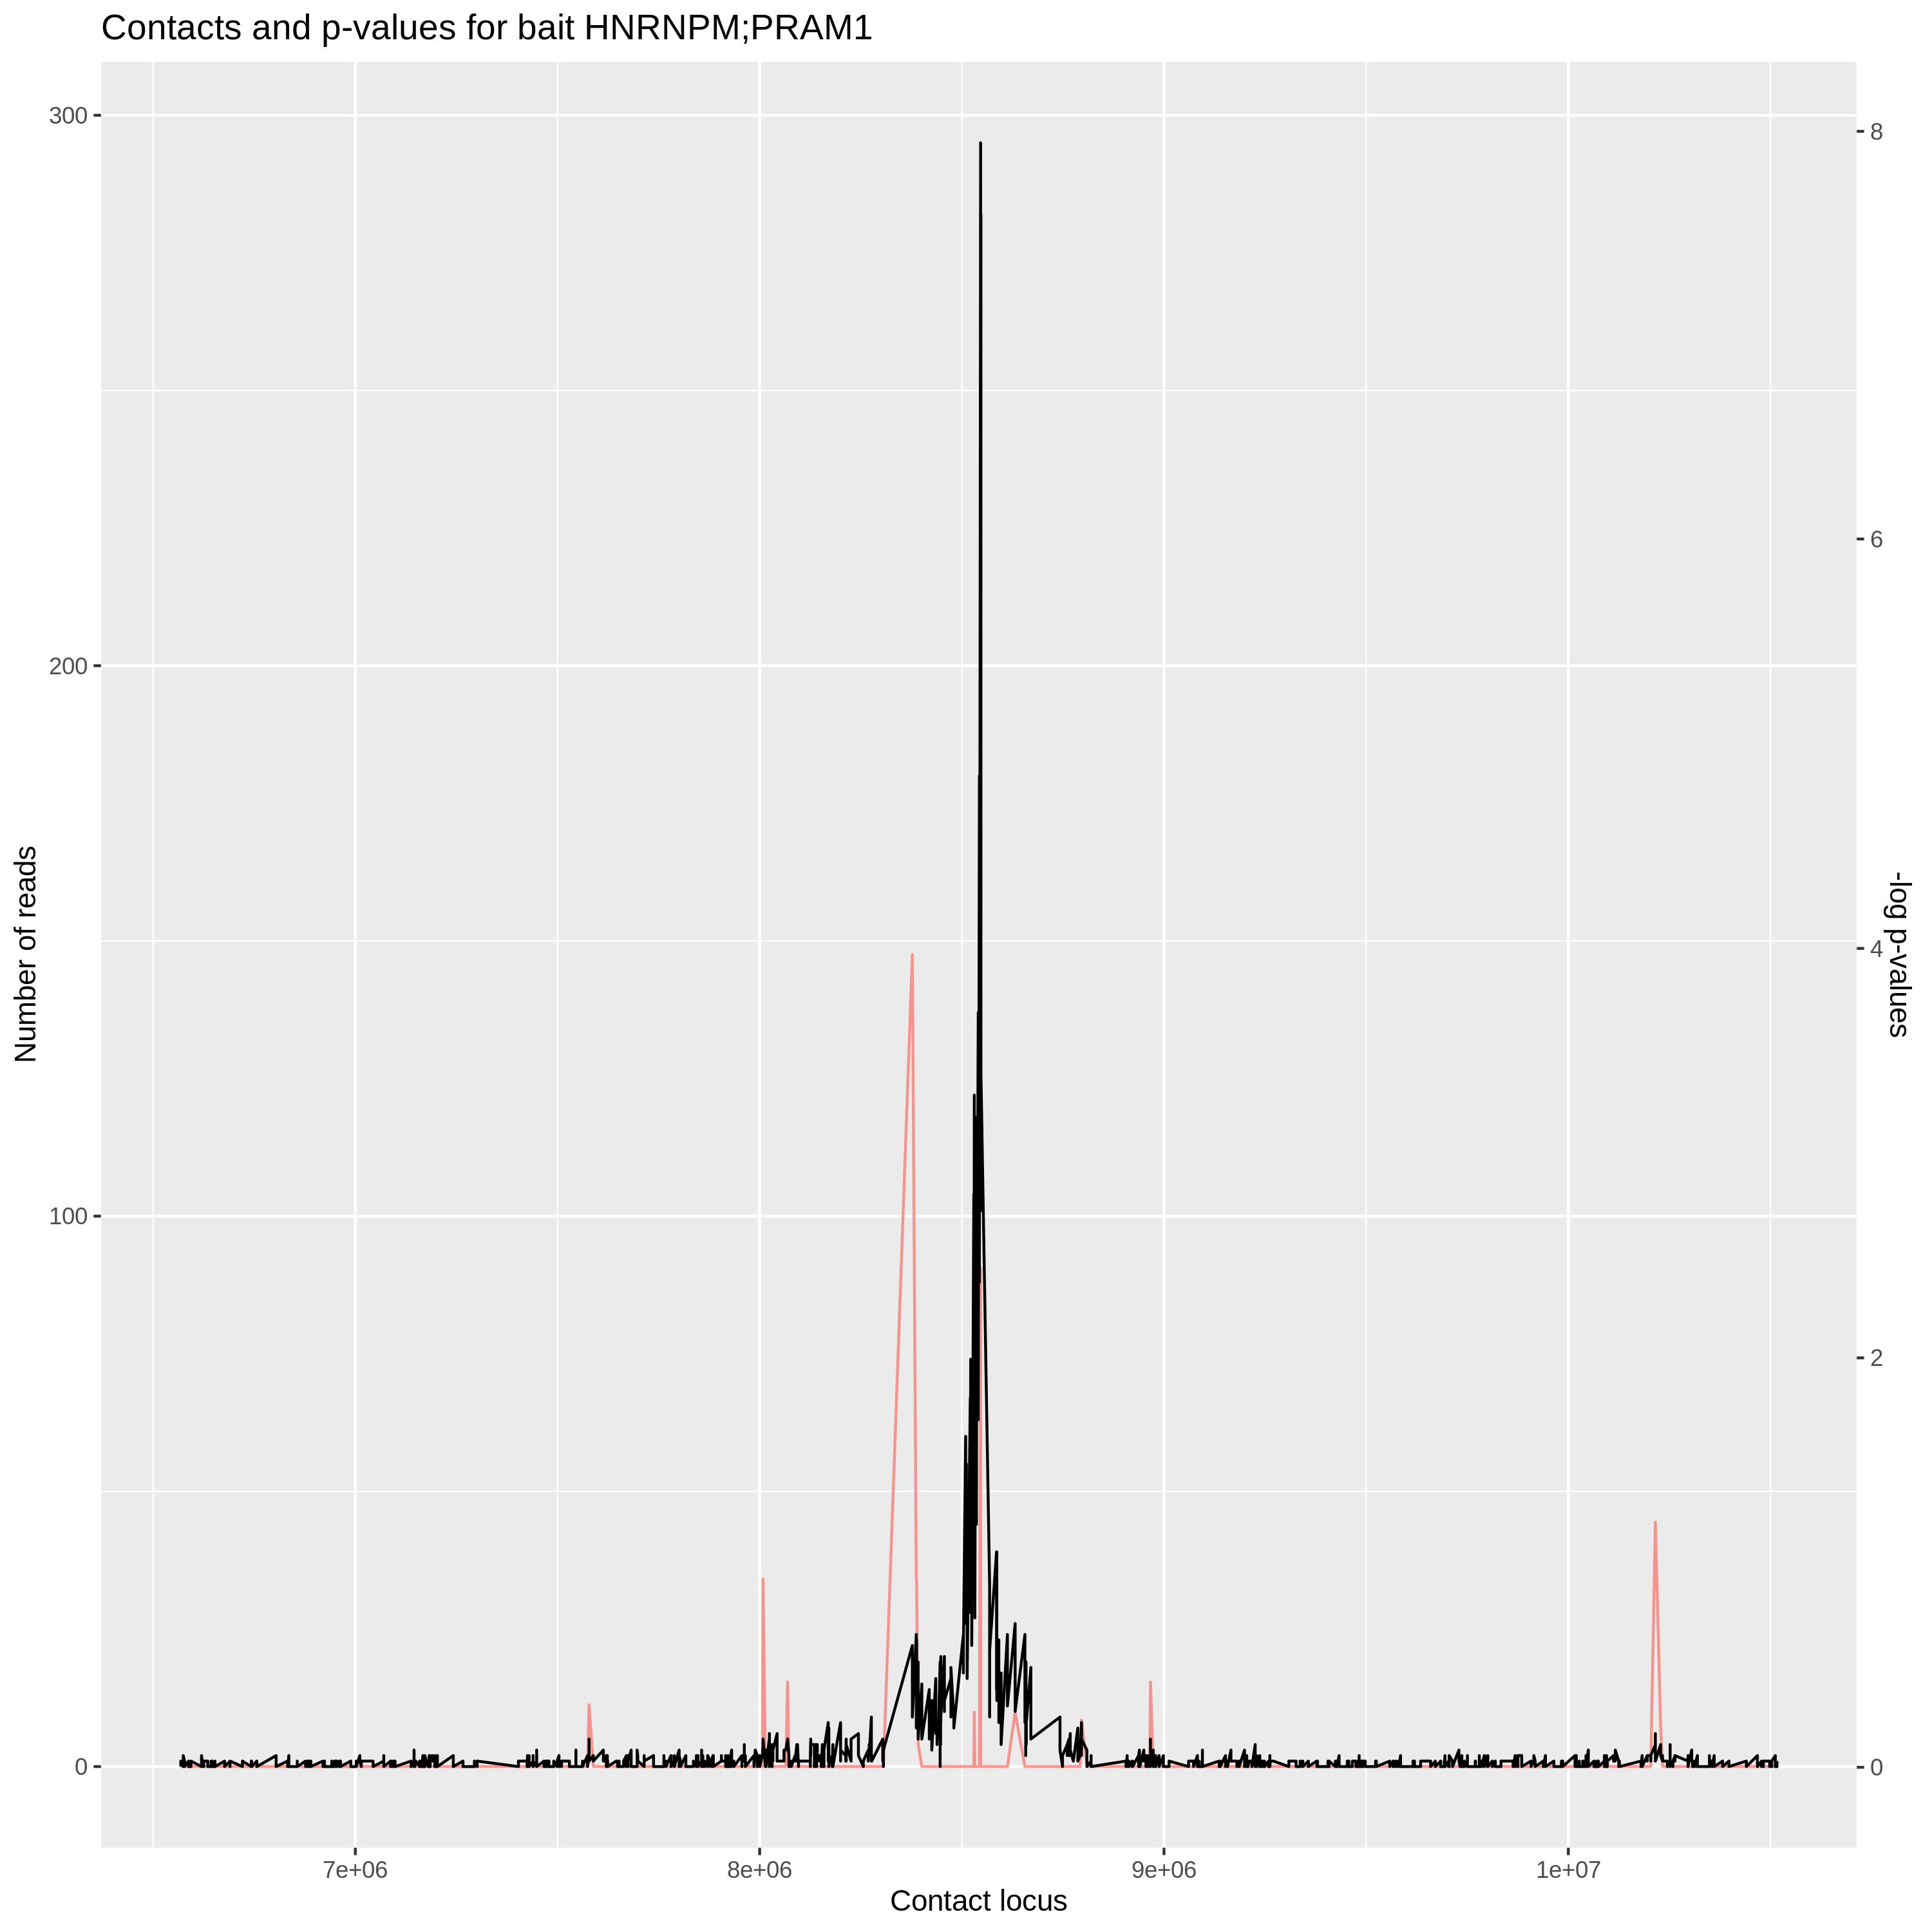 Contacts and p-values for bait HNRNPM;PRAM1
300
200
100
0
Number of reads
8
6
4
2
0
-log p-values
7e+06
8e+06
9e+06
1e+07
Contact locus